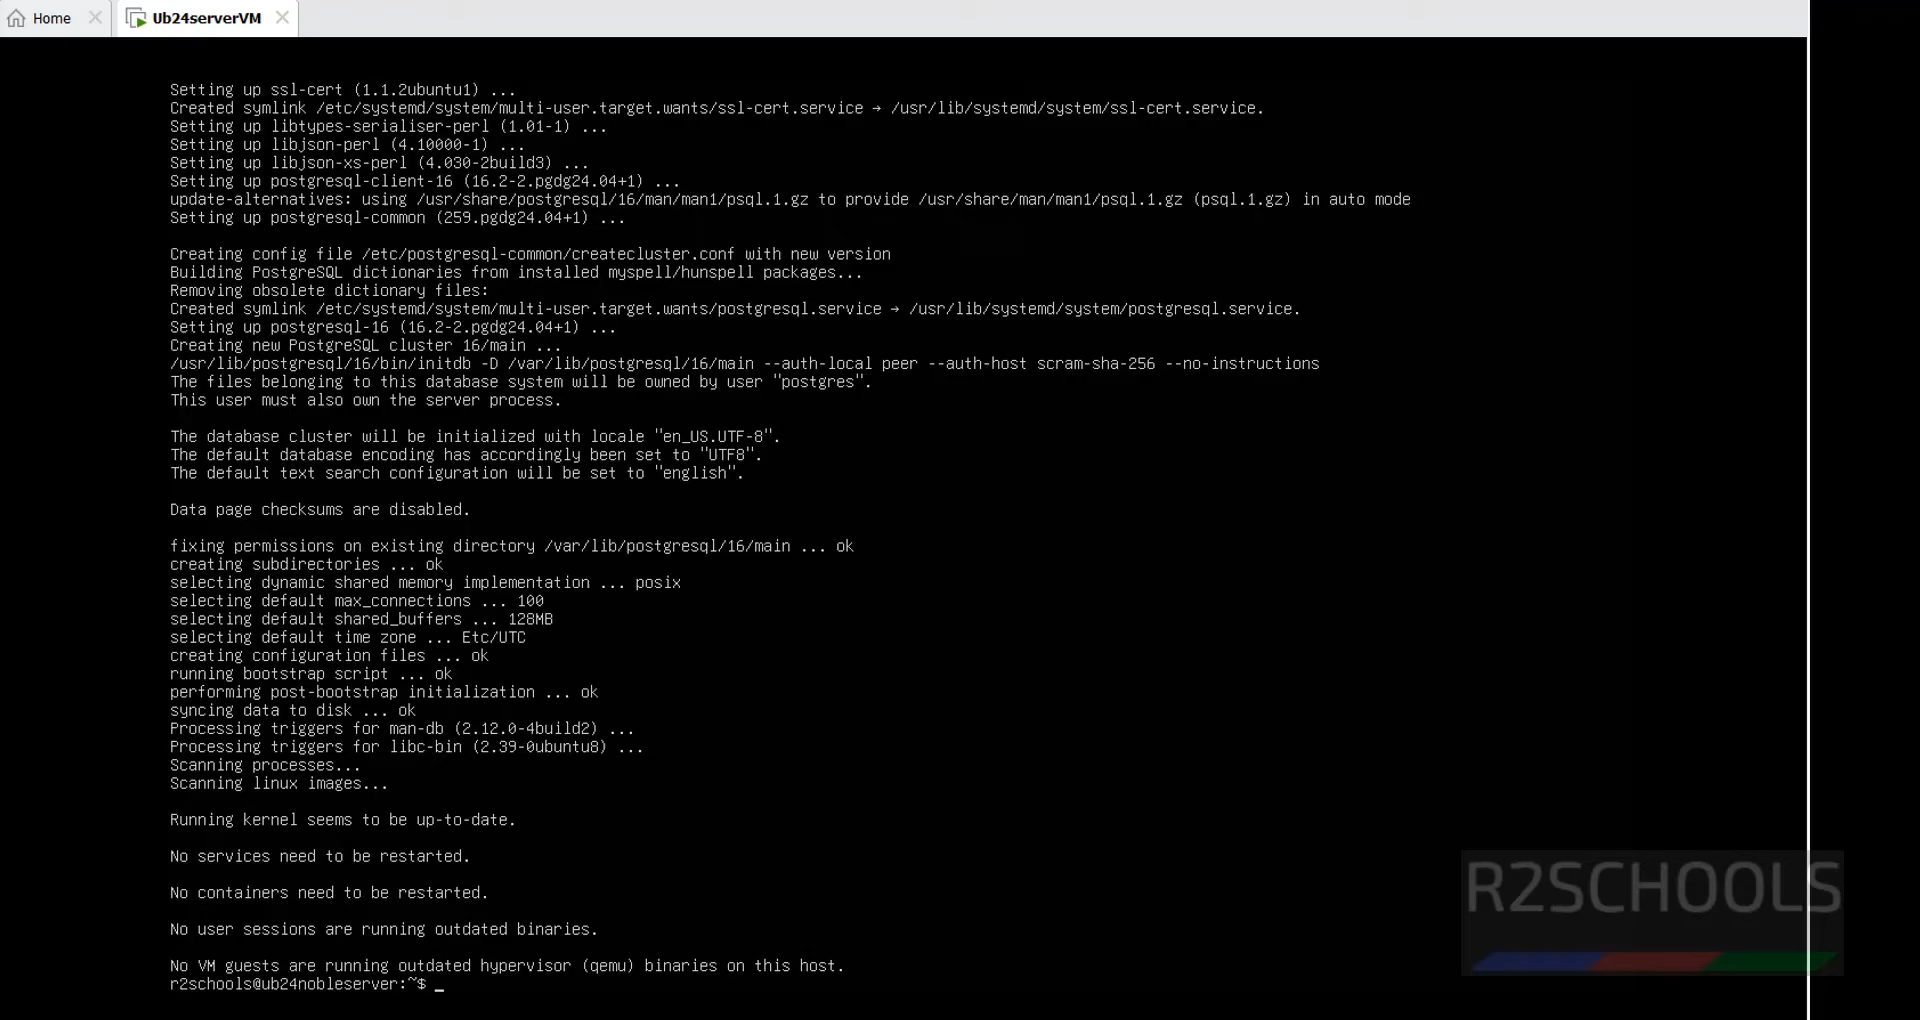 Home
Ub24serverVM
Setting up ssl-cert (1.1.2ubuntu1) ...
Created symlink /etc/systemd/system/multi-user.target.wants/ssl-cert.service → /usr/lib/systemd/system/ssl-cert.service.
Setting up libtypes-serialiser-perl (1.01-1) ...
Setting up libjson-perl (4.10000-1) ...
Setting up libjson-xs-perl (4.030-2build3) ...
Setting up postgresql-client-16 (16.2-2.pgdg24.04+1) ...
update-alternatives: using /usr/share/postgresql/16/man/man1/psql.1.gz to provide /usr/share/man/man1/psql.1.gz (psql.1.gz) in auto mode
Setting up postgresql-common (259.pgdg24.04+1) ...
Creating config file /etc/postgresql-common/createcluster.conf with new version
Building PostgreSQL dictionaries from installed myspell/hunspell packages...
Removing obsolete dictionary files:
Created symlink /etc/systemd/system/multi-user.target.wants/postgresql.service → /usr/lib/systemd/system/postgresql.service.
Setting up postgresql-16 (16.2-2.pgdg24.04+1) ...
Creating new PostgreSQL cluster 16/main ...
/usr/lib/postgresql/16/bin/initdb -D /var/lib/postgresql/16/main --auth-local peer --auth-host scram-sha-256 --no-instructions
The files belonging to this database system will be owned by user "postgres".
This user must also own the server process.
The database cluster will be initialized with locale "en_US.UTF-8".
The default database encoding has accordingly been set to "UTF8".
The default text search configuration will be set to "english".
Data page checksums are disabled.
fixing permissions on existing directory /var/lib/postgresql/16/main ... ok
creating subdirectories ... ok
selecting dynamic shared memory implementation ... posix
selecting default max_connections ... 100
selecting default shared_buffers ... 128MB
selecting default time zone ... Etc/UTC
creating configuration files ... ok
running bootstrap script ... ok
performing post-bootstrap initialization ... ok
syncing data to disk ... ok
Processing triggers for man-db (2.12.0-4build2) ...
Processing triggers for libc-bin (2.39-0ubuntu8) ...
Scanning processes...
Scanning linux images...
Running kernel seems to be up-to-date.
No services need to be restarted.
No containers need to be restarted.
No user sessions are running outdated binaries.
No VM guests are running outdated hypervisor (qemu) binaries on this host.
r2schools@ub24nobleserver:~$ _
R2SCHOOLS